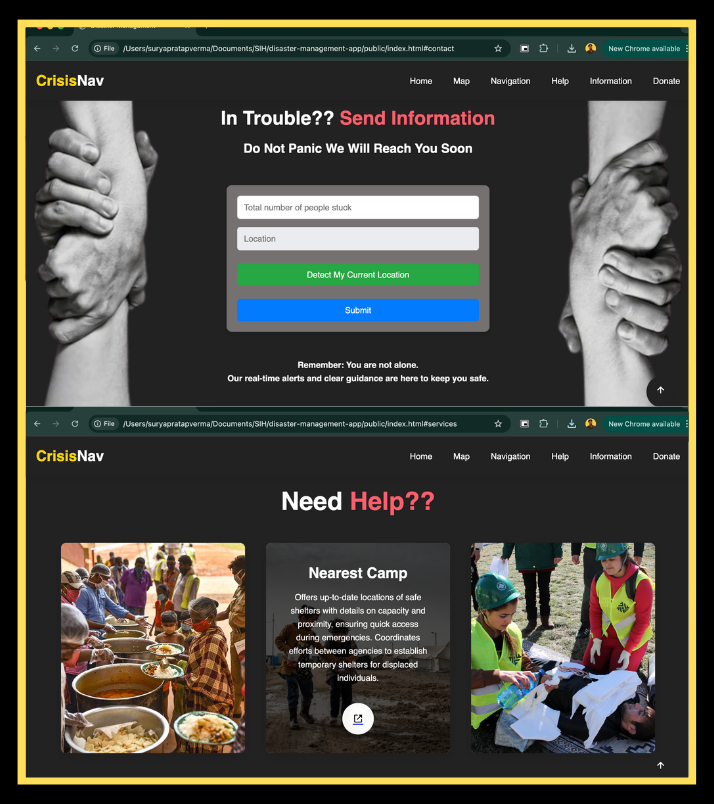 File /Users/suryapratapverma/Documents/SIH/disaster-management-app/public/index.html#contact New Chrome available
CrisisNav Home Map Navigation Help Information Donate
In Trouble?? Send Information
Do Not Panic We Will Reach You Soon
Total number of people stuck
Location
Detect My Current Location
Submit
Remember: You are not alone.
Our real-time alerts and clear guidance are here to keep you safe.
File /Users/suryapratapverma/Documents/SIH/disaster-management-app/public/index.html#services New Chrome available
CrisisNav Home Map Navigation Help Information Donate
Need Help??
Nearest Camp
Offers up-to-date locations of safe
shelters with details on capacity and
proximity, ensuring quick access
during emergencies. Coordinates
efforts between agencies to establish
temporary shelters for displaced
individuals.